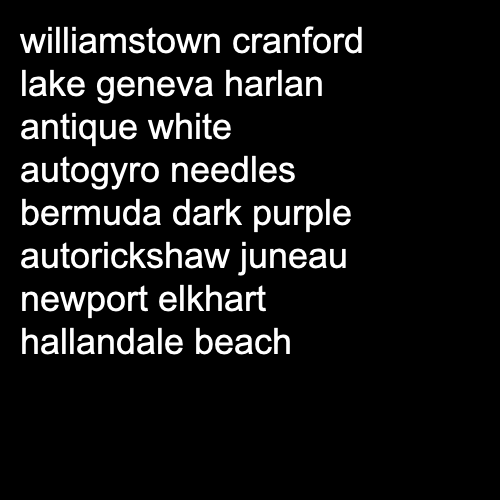 williamstown cranford
lake geneva harlan
antique white
autogyro needles
bermuda dark purple
autorickshaw juneau
newport elkhart
hallandale beach